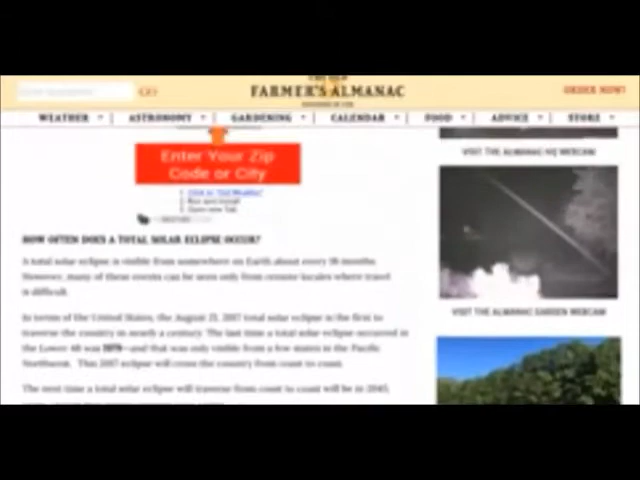 THE OLD
FARMER'S ALMANAC
GO
ORDER NOW!
WEATHER
ASTRONOMY
GARDENING
CALENDAR
FOOD
ADVICE
STORE
Enter Your Zip
Code or City
VISIT THE ALMANAC HQ WEBCAM
HOW OFTEN DOES A TOTAL SOLAR ECLIPSE OCCUR?
A total solar eclipse is visible from somewhere on Earth about every 18 months.
However, many of these events can be seen only from remote locales where travel
is difficult.
VISIT THE ALMANAC GARDEN WEBCAM
In terms of the United States, the August 21, 2017 total solar eclipse is the first to
traverse the country in nearly a century. The last time a total solar eclipse occurred in
the Lower 48 was 1979—and that was only visible from a few states in the Pacific
Northwest. This 2017 eclipse will cross the country from coast to coast.
The next time a total solar eclipse will traverse from coast to coast will be in 2045.